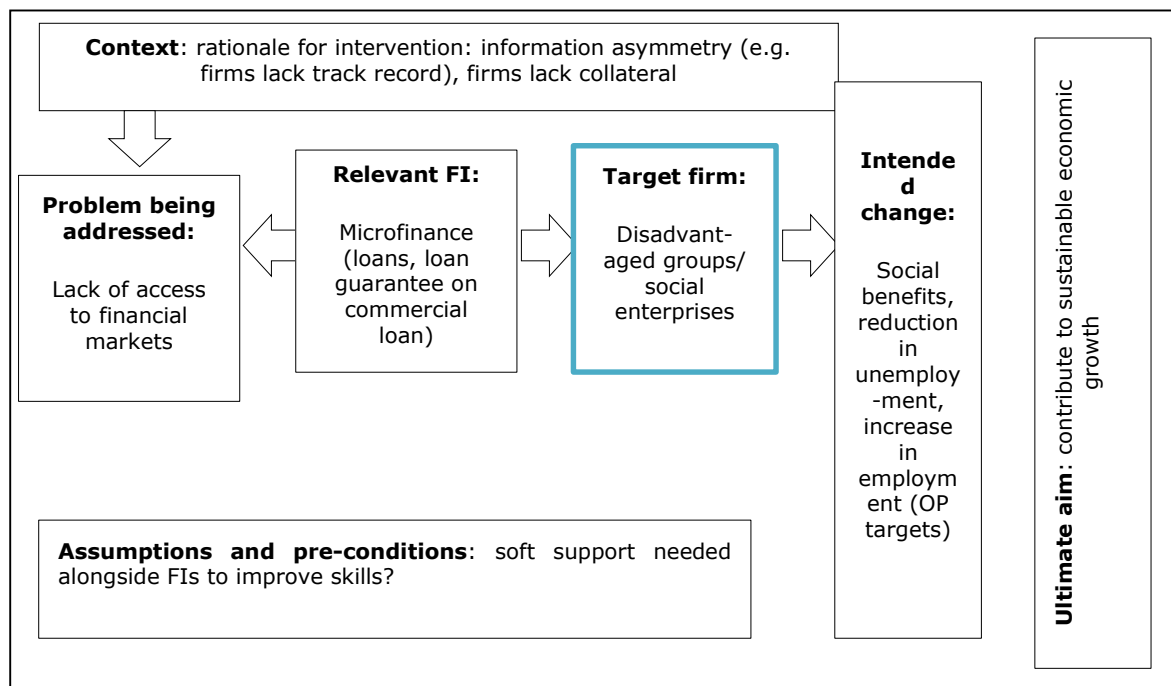 Context: rationale for intervention: information asymmetry (e.g.
firms lack track record), firms lack collateral
Problem being
addressed:
Lack of access
to financial
markets
Relevant FI:
Microfinance
(loans, loan
guarantee on
commercial
loan)
Target firm:
Disadvant-
aged groups/
social
enterprises
Intende
d
change:
Social
benefits,
reduction
in
unemploy
-ment,
increase
in
employm
ent (OP
targets)
Ultimate aim: contribute to sustainable economic
growth
Assumptions and pre-conditions: soft support needed
alongside FIs to improve skills?